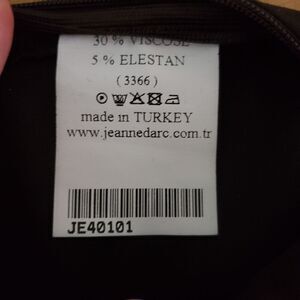 30 % VISCOSE
5 % ELESTAN
( 3366 )
made in TURKEY
www.jeannedarc.com.tr
JE40101